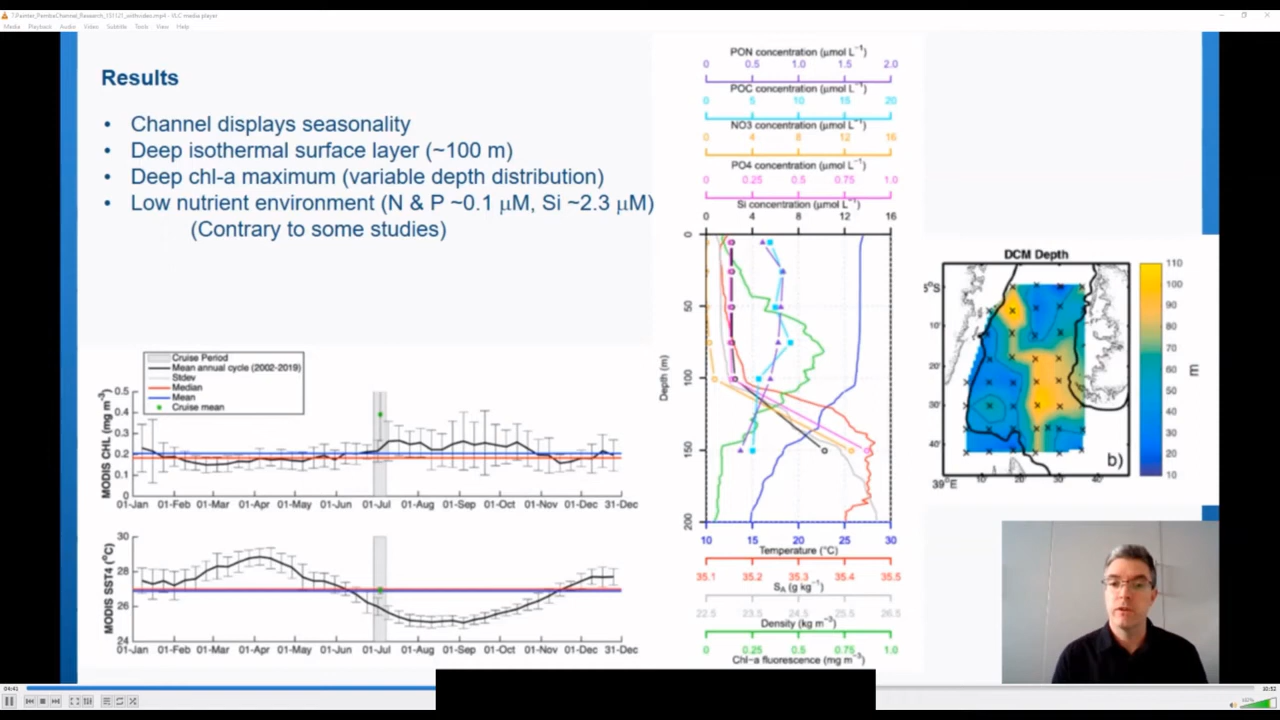 7Painter_PembaChannel_Research_151121_withvideo.mp4 - VLC media player
Media Playback Audio Video Subtitle Tools View Help
Results
• Channel displays seasonality
• Deep isothermal surface layer (~100 m)
• Deep chl-a maximum (variable depth distribution)
• Low nutrient environment (N & P ~0.1 µM, Si ~2.3 µM)
(Contrary to some studies)
PON concentration (µmol L⁻¹)
0 0.5 1.0 1.5 2.0
POC concentration (µmol L⁻¹)
0 5 10 15 20
NO3 concentration (µmol L⁻¹)
0 4 8 12 16
PO4 concentration (µmol L⁻¹)
0 0.25 0.5 0.75 1.0
Si concentration (µmol L⁻¹)
0 4 8 12 16
Depth (m)
0
50
100
150
200
10 15 20 25 30
Temperature (°C)
35.1 35.2 35.3 35.4 35.5
S_A (g kg⁻¹)
22.5 23.5 24.5 25.5 26.5
Density (kg m⁻³)
0 0.25 0.5 0.75 1.0
Chl-a fluorescence (mg m⁻³)
DCM Depth
5°S
10'
20'
30'
40'
39°E 10' 20' 30' 40'
b)
110
100
90
80
70
60
50
40
30
20
10
m
Cruise Period
Mean annual cycle (2002-2019)
Stdev
Median
Mean
Cruise mean
MODIS CHL (mg m⁻³)
0.5
0.4
0.3
0.2
0.1
0
01-Jan 01-Feb 01-Mar 01-Apr 01-May 01-Jun 01-Jul 01-Aug 01-Sep 01-Oct 01-Nov 31-Dec
MODIS SST4 (°C)
30
28
26
24
01-Jan 01-Feb 01-Mar 01-Apr 01-May 01-Jun 01-Jul 01-Aug 01-Sep 01-Oct 01-Nov 31-Dec
04:41
10:52